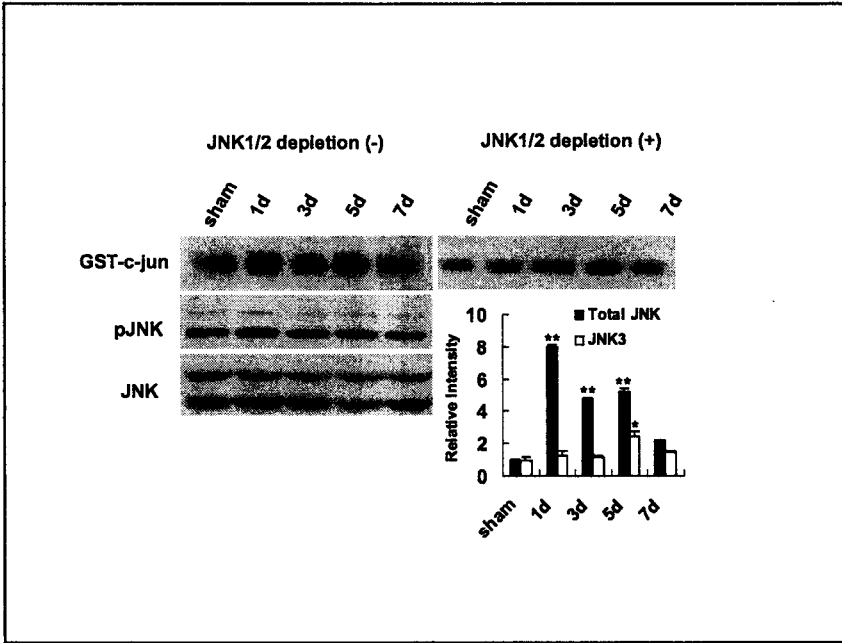 JNK1/2 depletion (-)
JNK1/2 depletion (+)
sham 1d 3d 5d 7d
sham 1d 3d 5d 7d
GST-c-jun
pJNK
JNK
10
8
6
4
2
0
Relative Intensity
Total JNK
JNK3
**
**
**
*
sham 1d 3d 5d 7d